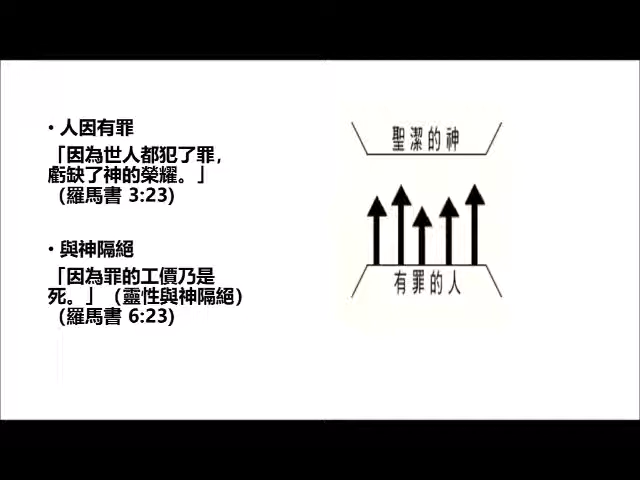 • 人因有罪
「因為世人都犯了罪，
虧缺了神的榮耀。」
（羅馬書 3:23)
• 與神隔絕
「因為罪的工價乃是
死。」（靈性與神隔絕）
（羅馬書 6:23)
聖潔的神
有罪的人